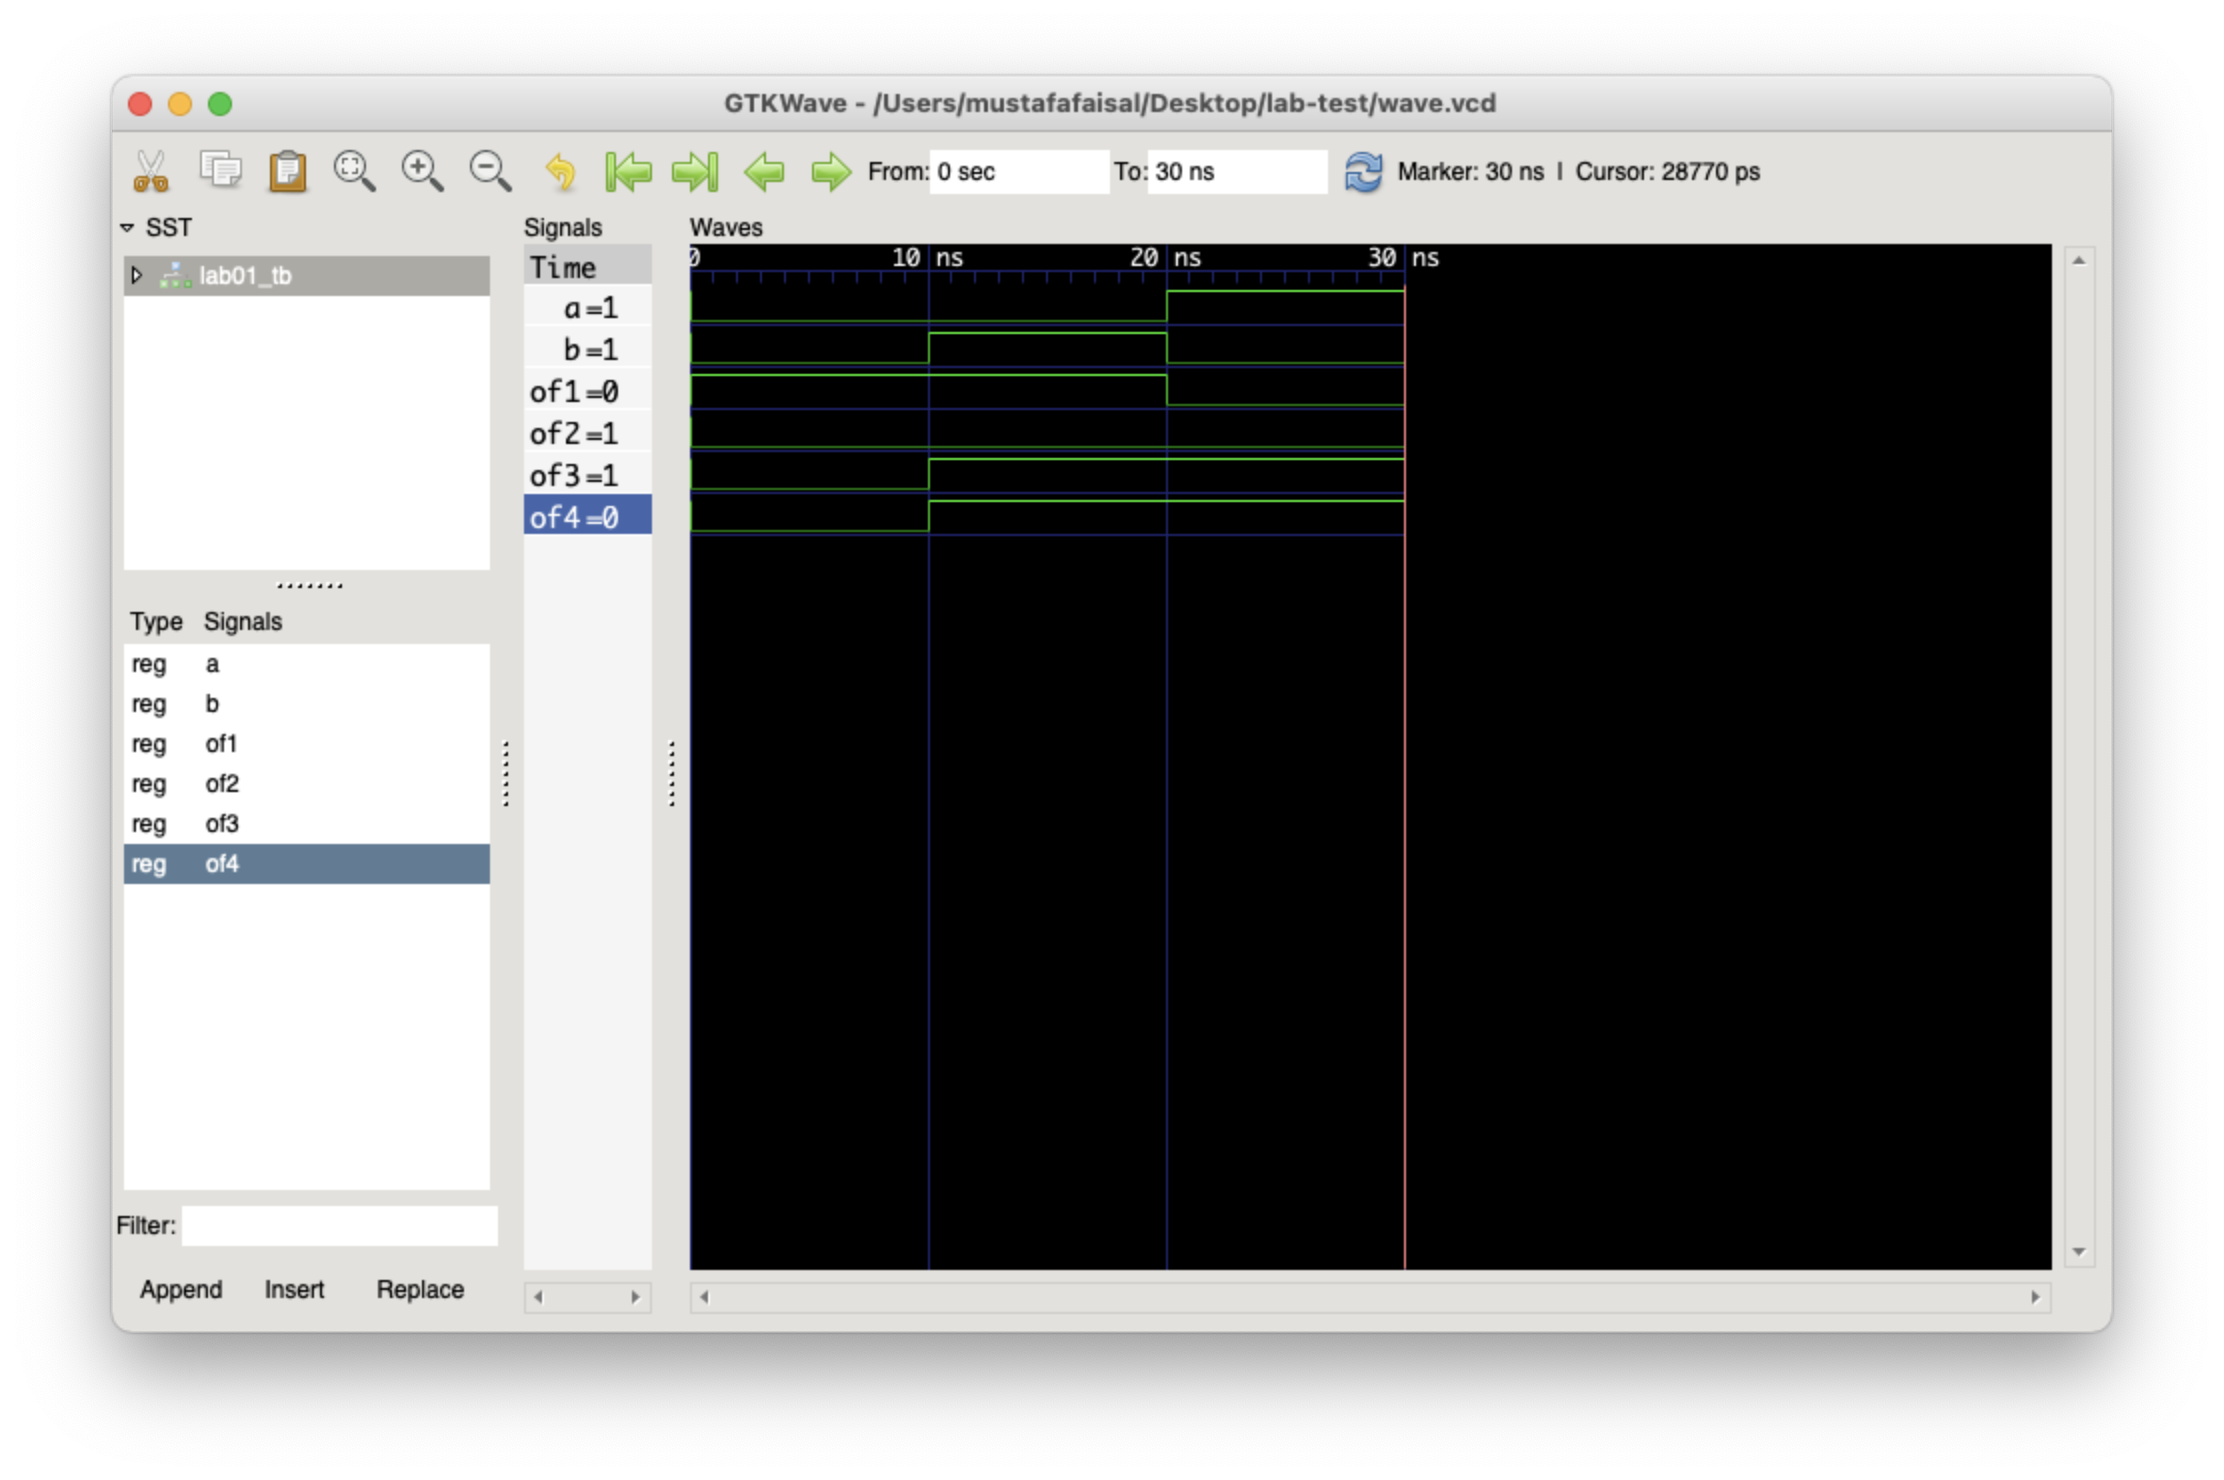 GTKWave - /Users/mustafafaisal/Desktop/lab-test/wave.vcd
From: 0 sec To: 30 ns Marker: 30 ns | Cursor: 28770 ps
SST
lab01_tb
Type Signals
reg a
reg b
reg of1
reg of2
reg of3
reg of4
Filter:
Append Insert Replace
Signals
Time
a=1
b=1
of1=0
of2=1
of3=1
of4=0
Waves
0 10 ns 20 ns 30 ns